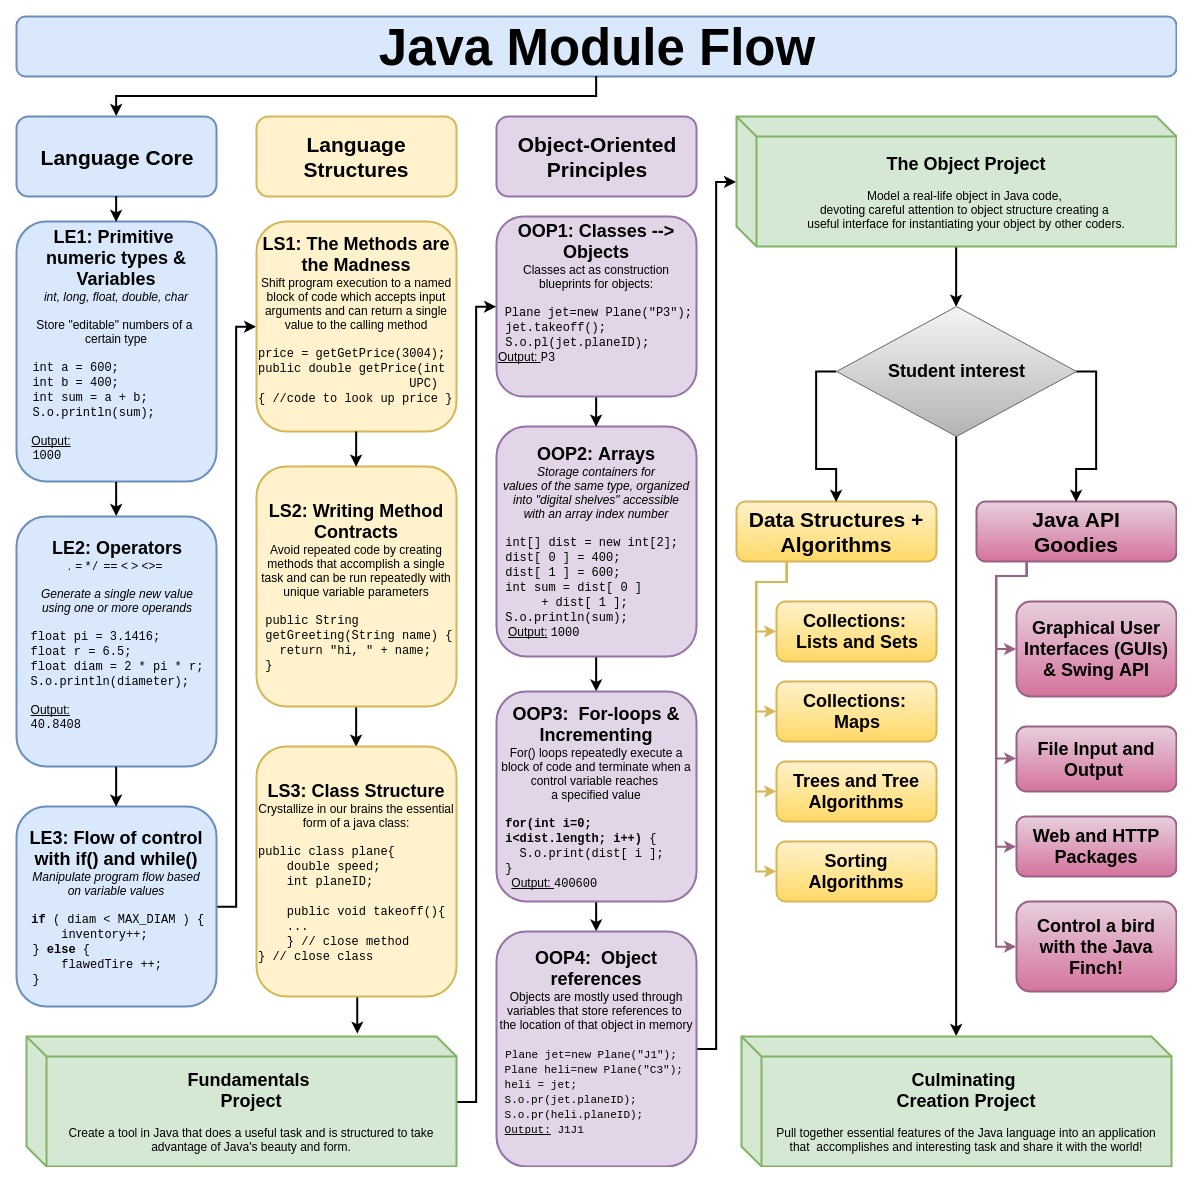 Java Module Flow
Language Core
LE1: Primitive
numeric types &
Variables
int, long, float, double, char
Store "editable" numbers of a
certain type
int a = 600;
int b = 400;
int sum = a + b;
S.o.println(sum);
Output:
1000
LE2: Operators
. = */ == < > <>=
Generate a single new value
using one or more operands
float pi = 3.1416;
float r = 6.5;
float diam = 2 * pi * r;
S.o.println(diameter);
Output:
40.8408
LE3: Flow of control
with if() and while()
Manipulate program flow based
on variable values
if ( diam < MAX_DIAM ) {
inventory++;
} else {
flawedTire ++;
}
Language
Structures
LS1: The Methods are
the Madness
Shift program execution to a named
block of code which accepts input
arguments and can return a single
value to the calling method
price = getGetPrice(3004);
public double getPrice(int
UPC)
{ //code to look up price }
LS2: Writing Method
Contracts
Avoid repeated code by creating
methods that accomplish a single
task and can be run repeatedly with
unique variable parameters
public String
getGreeting(String name) {
return "hi, " + name;
}
LS3: Class Structure
Crystallize in our brains the essential
form of a java class:
public class plane{
double speed;
int planeID;
public void takeoff(){
...
} // close method
} // close class
Fundamentals
Project
Create a tool in Java that does a useful task and is structured to take
advantage of Java's beauty and form.
Object-Oriented
Principles
OOP1: Classes -->
Objects
Classes act as construction
blueprints for objects:
Plane jet=new Plane("P3");
jet.takeoff();
S.o.pl(jet.planeID);
Output: P3
OOP2: Arrays
Storage containers for
values of the same type, organized
into "digital shelves" accessible
with an array index number
int[] dist = new int[2];
dist[ 0 ] = 400;
dist[ 1 ] = 600;
int sum = dist[ 0 ]
+ dist[ 1 ];
S.o.println(sum);
Output: 1000
OOP3:  For-loops &
Incrementing
For() loops repeatedly execute a
block of code and terminate when a
control variable reaches
a specified value
for(int i=0;
i<dist.length; i++) {
S.o.print(dist[ i ];
}
Output: 400600
OOP4:  Object
references
Objects are mostly used through
variables that store references to
the location of that object in memory
Plane jet=new Plane("J1");
Plane heli=new Plane("C3");
heli = jet;
S.o.pr(jet.planeID);
S.o.pr(heli.planeID);
Output: J1J1
The Object Project
Model a real-life object in Java code,
devoting careful attention to object structure creating a
useful interface for instantiating your object by other coders.
Student interest
Data Structures +
Algorithms
Collections:
Lists and Sets
Collections:
Maps
Trees and Tree
Algorithms
Sorting
Algorithms
Java API
Goodies
Graphical User
Interfaces (GUIs)
& Swing API
File Input and
Output
Web and HTTP
Packages
Control a bird
with the Java
Finch!
Culminating
Creation Project
Pull together essential features of the Java language into an application
that  accomplishes and interesting task and share it with the world!